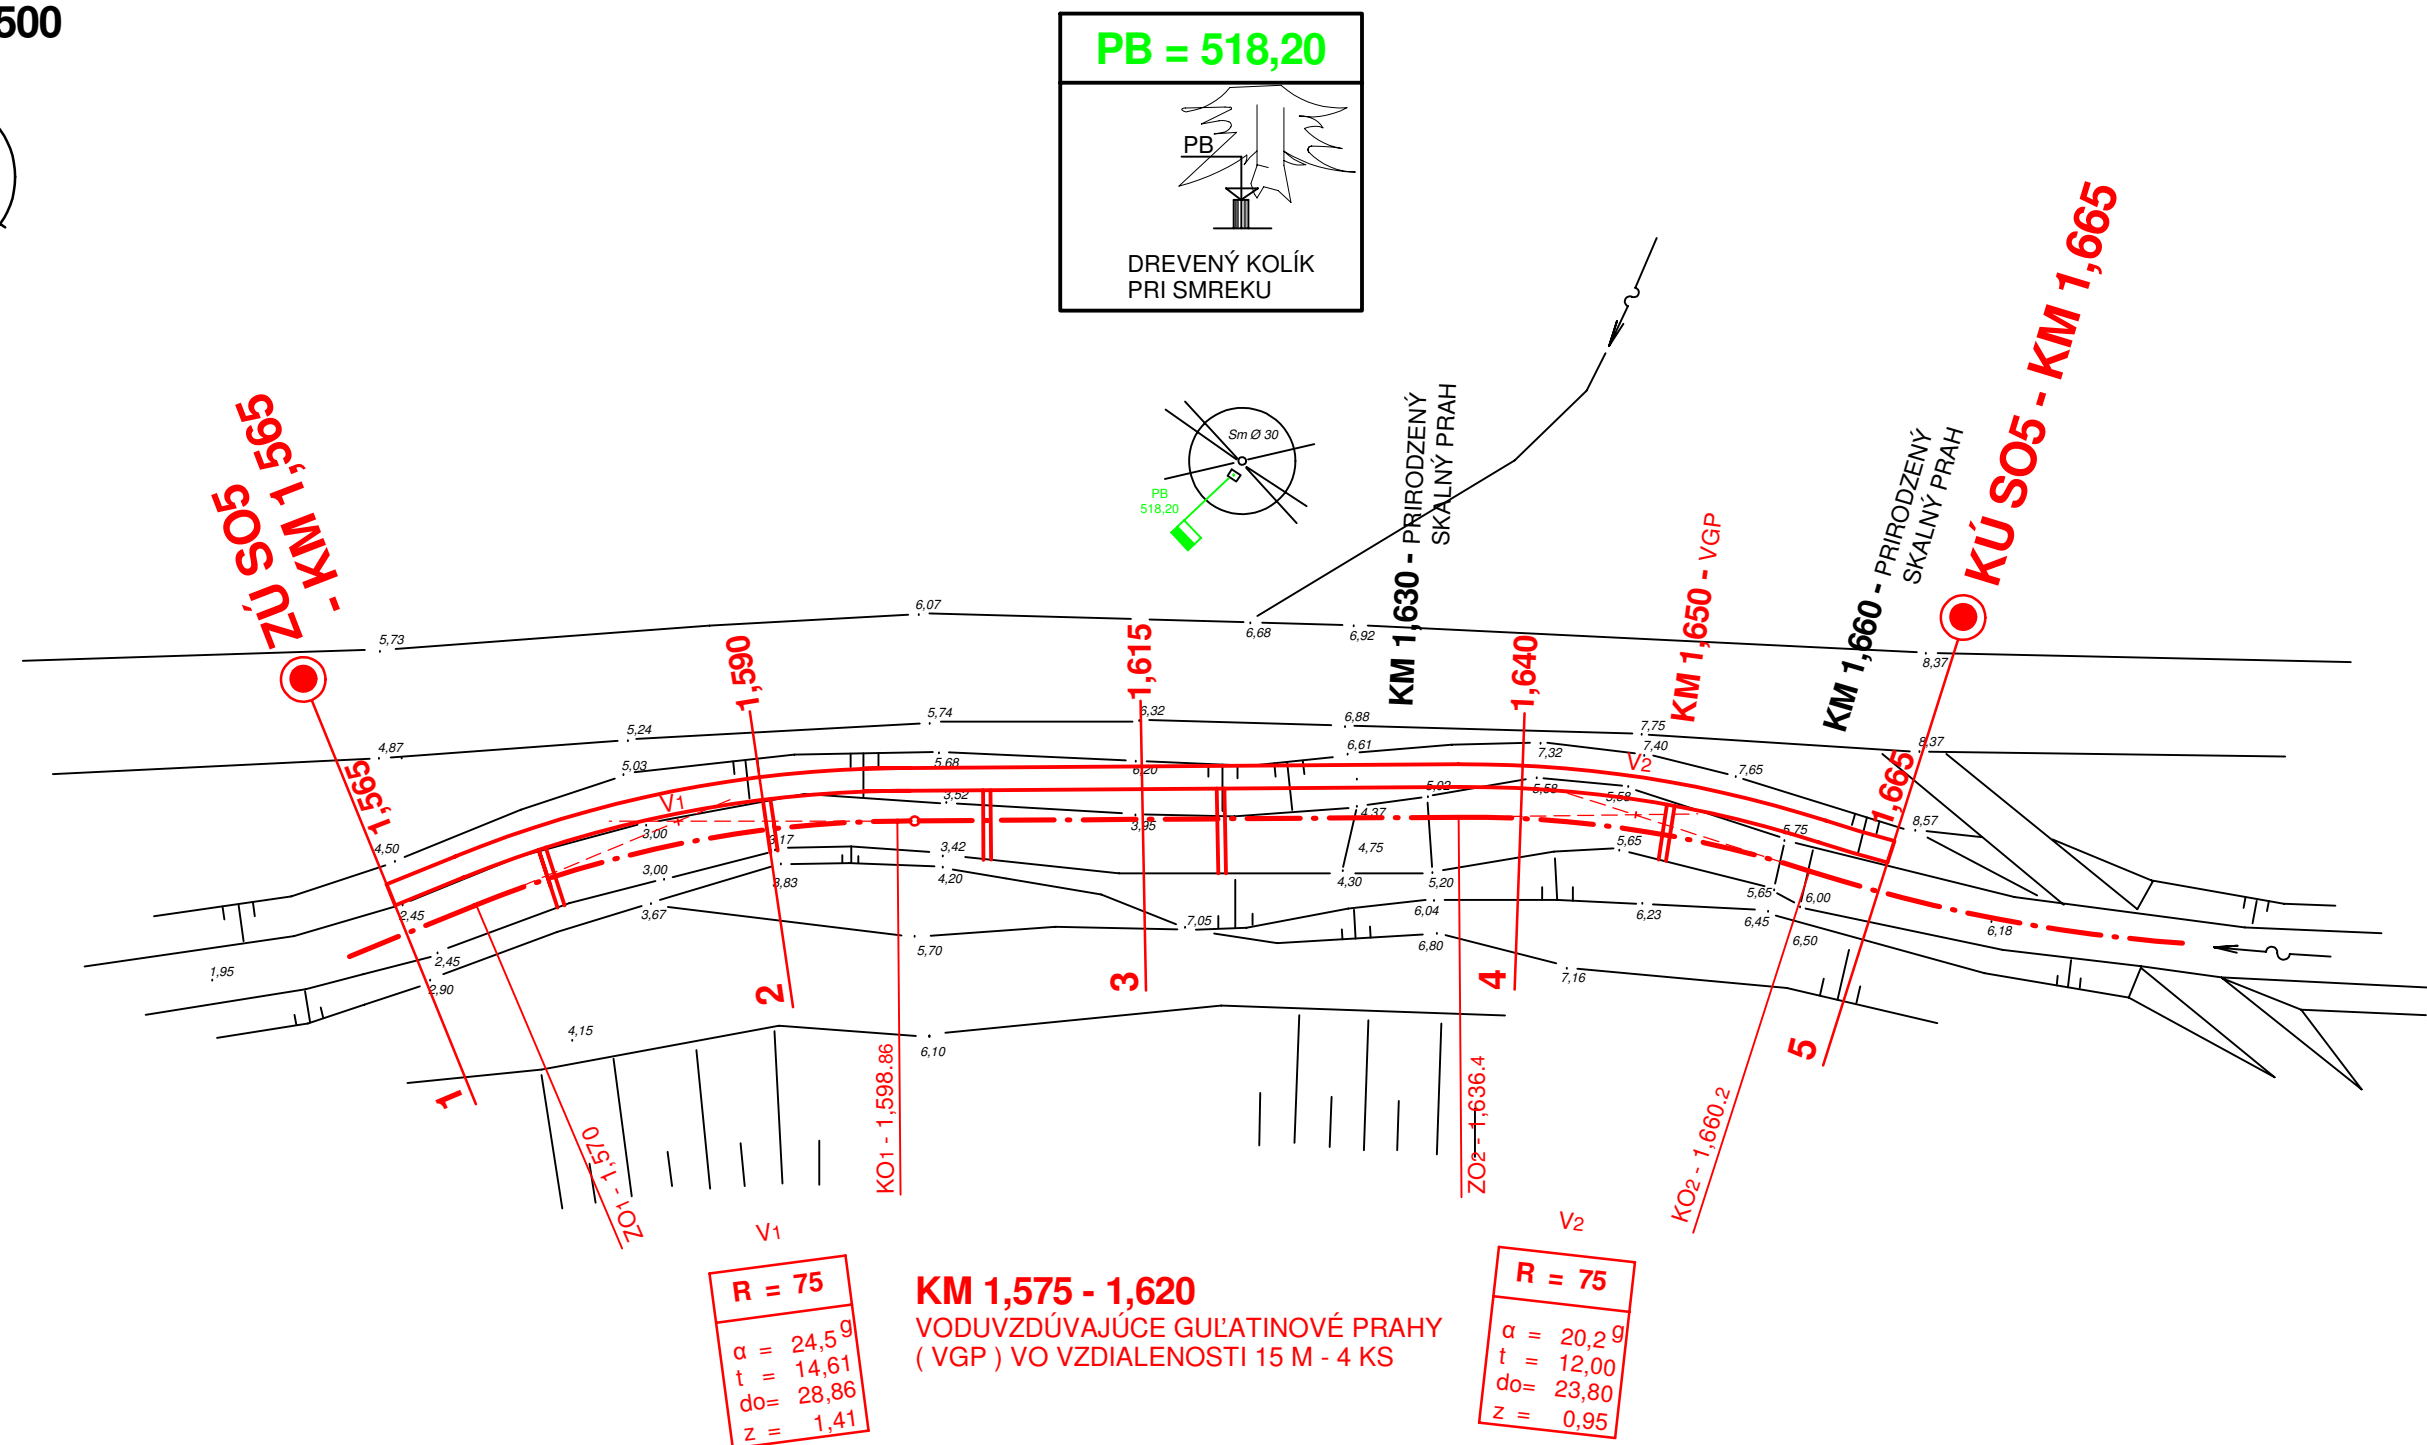 500
PB = 518,20
PB
DREVENÝ KOLÍK
PRI SMREKU
ZÚ SO5
- KM 1,565
KÚ SO5 - KM 1,665
Sm Ø 30
PB
518,20
KM 1,630 - PRIRODZENÝ
SKALNÝ PRAH
KM 1,650 - VGP
KM 1,660 - PRIRODZENÝ
SKALNÝ PRAH
5,73
6,07
6,68
6,92
8,37
1,565
1,590
1,615
1,640
1,665
4,87
5,24
5,74
6,32
6,88
7,75
8,37
5,03
5,68
6,20
6,61
7,32
7,40
7,65
8,57
V1
V2
4,50
3,00
3,17
3,52
3,95
4,37
5,02
5,58
5,58
5,75
2,45
3,00
3,83
3,42
4,20
4,75
4,30
5,20
5,65
5,65
6,00
1,95
2,45
2,90
3,67
5,70
7,05
6,04
6,80
6,23
6,45
6,50
6,18
7,16
4,15
6,10
1
2
3
4
5
ZO1 - 1,570
KO1 - 1,598.86
ZO2 - 1,636.4
KO2 - 1,660.2
V1
R = 75
α = 24,5 g
t = 14,61
do= 28,86
z = 1,41
KM 1,575 - 1,620
VODUVZDÚVAJÚCE GUĽATINOVÉ PRAHY
( VGP ) VO VZDIALENOSTI 15 M - 4 KS
V2
R = 75
α = 20,2 g
t = 12,00
do= 23,80
z = 0,95